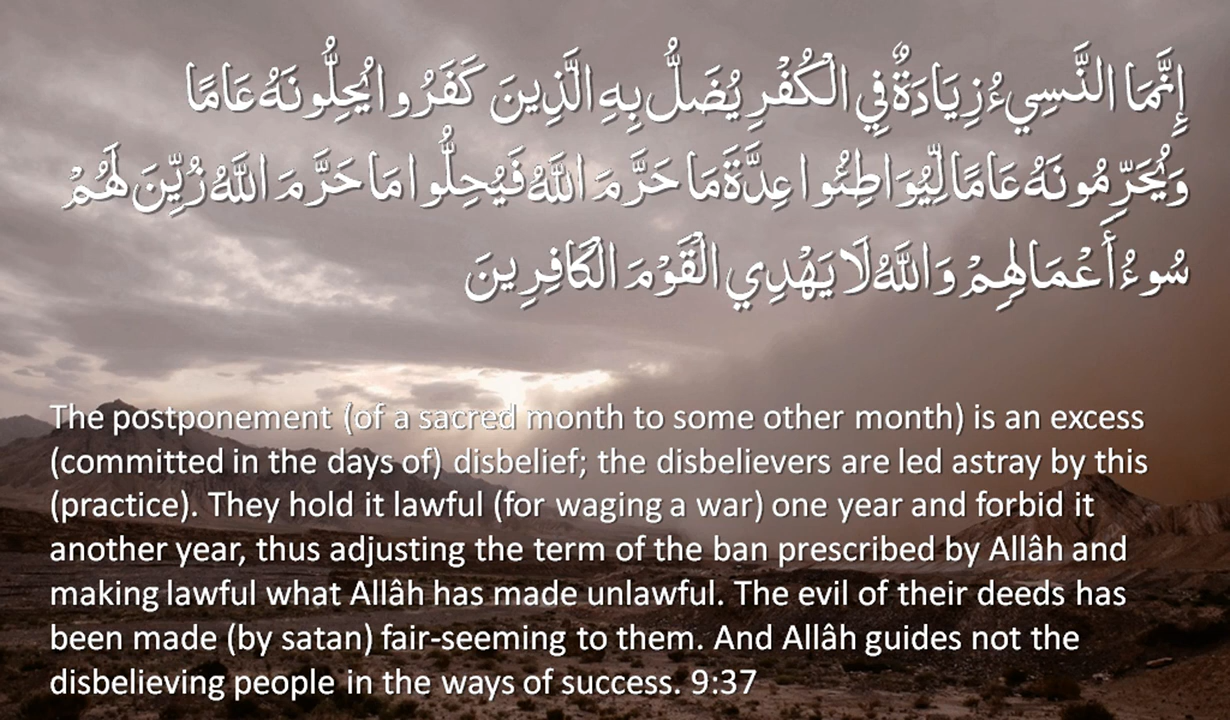 إِنَّمَا النَّسِيءُ زِيَادَةٌ فِي الْكُفْرِ يُضَلُّ بِهِ الَّذِينَ كَفَرُوا يُحِلُّونَهُ عَامًا
وَيُحَرِّمُونَهُ عَامًا لِّيُوَاطِئُوا عِدَّةَ مَا حَرَّمَ اللَّهُ فَيُحِلُّوا مَا حَرَّمَ اللَّهُ زُيِّنَ لَهُمْ
سُوءُ أَعْمَالِهِمْ وَاللَّهُ لَا يَهْدِي الْقَوْمَ الْكَافِرِينَ
The postponement (of a sacred month to some other month) is an excess
(committed in the days of) disbelief; the disbelievers are led astray by this
(practice). They hold it lawful (for waging a war) one year and forbid it
another year, thus adjusting the term of the ban prescribed by Allâh and
making lawful what Allâh has made unlawful. The evil of their deeds has
been made (by satan) fair-seeming to them. And Allâh guides not the
disbelieving people in the ways of success. 9:37